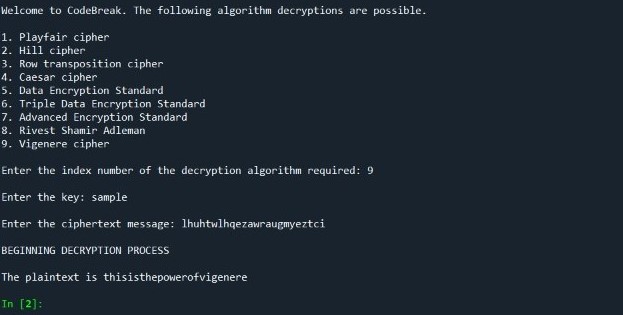 Welcome to CodeBreak. The following algorithm decryptions are possible.
1. Playfair cipher
2. Hill cipher
3. Row transposition cipher
4. Caesar cipher
5. Data Encryption Standard
6. Triple Data Encryption Standard
7. Advanced Encryption Standard
8. Rivest Shamir Adleman
9. Vigenere cipher
Enter the index number of the decryption algorithm required: 9
Enter the key: sample
Enter the ciphertext message: lhuhtwlhqezawraugmyeztci
BEGINNING DECRYPTION PROCESS
The plaintext is thisisthepowerofvigenere
In [2]: